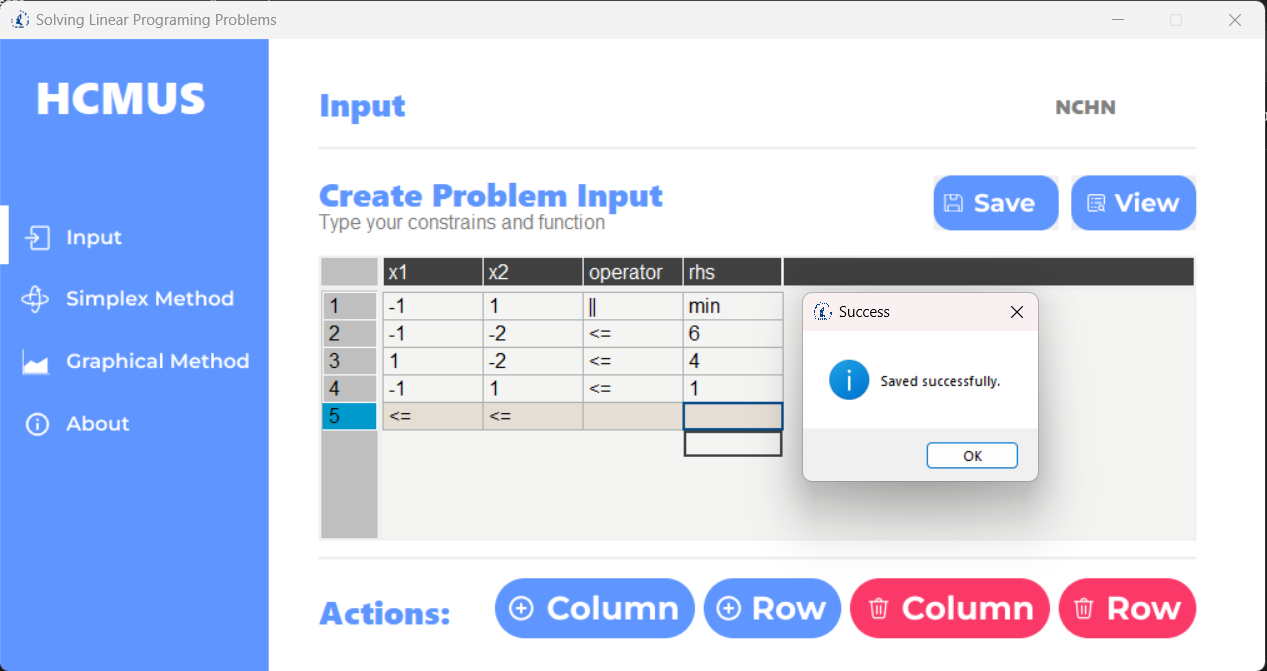 Solving Linear Programing Problems
HCMUS
Input
Simplex Method
Graphical Method
About
Input
NCHN
Create Problem Input
Type your constrains and function
Save
View
x1 x2 operator rhs
1 -1 1 || min
2 -1 -2 <= 6
3 1 -2 <= 4
4 -1 1 <= 1
5 <= <=
Success
Saved successfully.
OK
Actions:
Column
Row
Column
Row